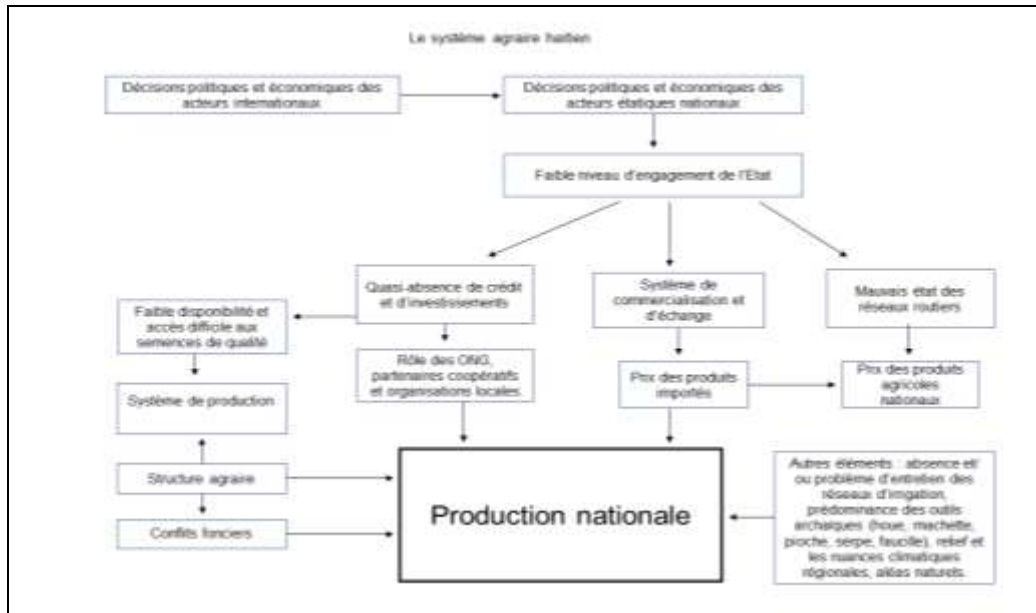 Le système agraire haïtien
Décisions politiques et économiques des
acteurs internationaux
Décisions politiques et économiques des
acteurs étatiques nationaux
Faible niveau d'engagement de l'Etat
Quasi-absence de crédit
et d'investissements
Système de
commercialisation et
d'échange
Mauvais état des
réseaux routiers
Faible disponibilité et
accès difficile aux
semences de qualité
Rôle des ONG,
partenaires coopératifs
et organisations locales
Prix des produits
importés
Prix des produits
agricoles
nationaux
Système de production
Structure agraire
Conflits fonciers
Production nationale
Autres éléments : absence et/
ou problème d'entretien des
réseaux d'irrigation,
prédominance des outils
archaïques (houe, machette,
pioche, serpe, faucille), relief et
les nuances climatiques
régionales, aléas naturels.